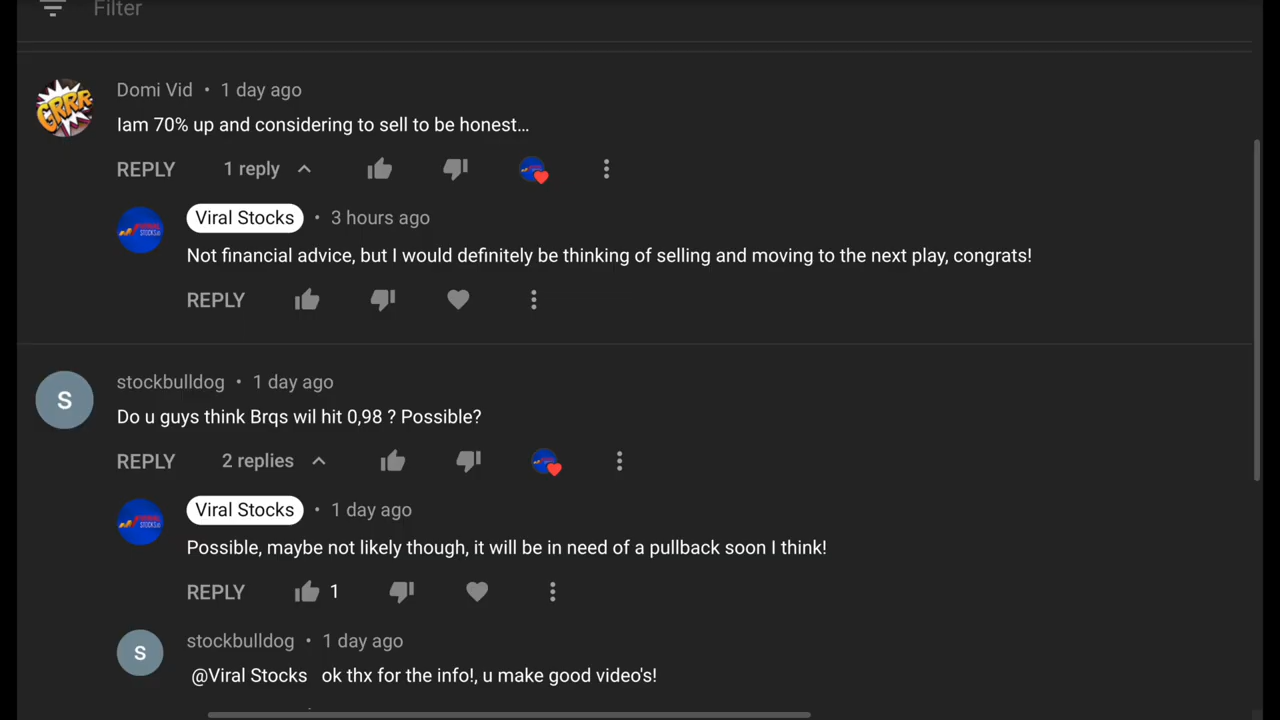 Filter
GRRR
Domi Vid • 1 day ago
Iam 70% up and considering to sell to be honest...
REPLY 1 reply
Viral Stocks • 3 hours ago
Not financial advice, but I would definitely be thinking of selling and moving to the next play, congrats!
REPLY
S stockbulldog • 1 day ago
Do u guys think Brqs wil hit 0,98 ? Possible?
REPLY 2 replies
Viral Stocks • 1 day ago
Possible, maybe not likely though, it will be in need of a pullback soon I think!
REPLY 1
S stockbulldog • 1 day ago
@Viral Stocks ok thx for the info!, u make good video's!